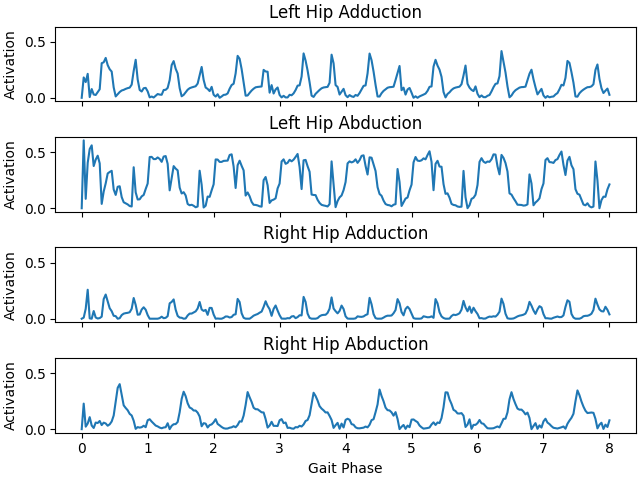 Left Hip Adduction
Activation
0.5
0.0
Left Hip Abduction
Activation
0.5
0.0
Right Hip Adduction
Activation
0.5
0.0
Right Hip Abduction
Activation
0.5
0.0
0 1 2 3 4 5 6 7 8
Gait Phase